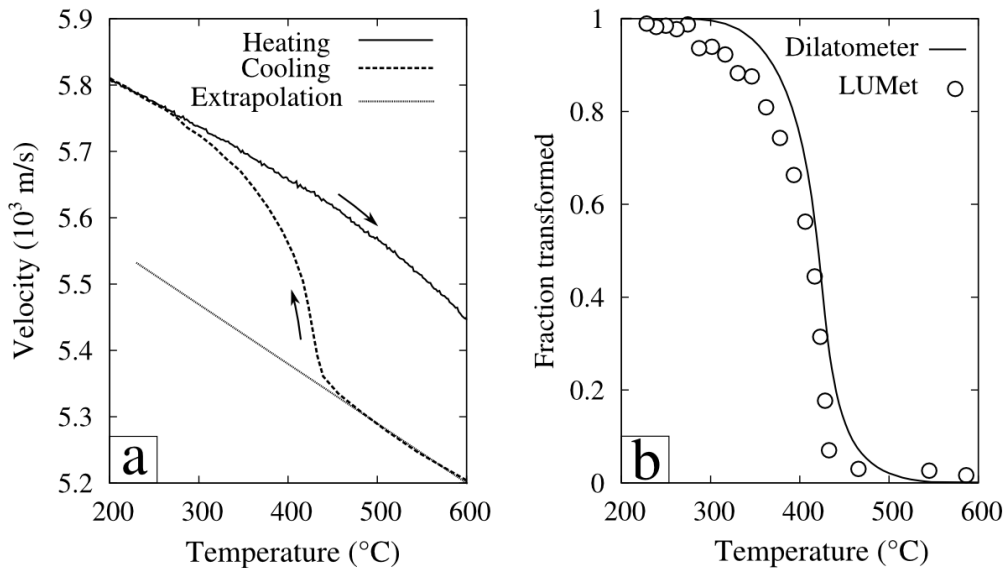 5.9
5.8
5.7
5.6
5.5
5.4
5.3
5.2
200
300
400
500
600
Velocity (10³ m/s)
Temperature (°C)
Heating
Cooling
Extrapolation
a
1
0.8
0.6
0.4
0.2
0
200
300
400
500
600
Fraction transformed
Temperature (°C)
Dilatometer
LUMet
b